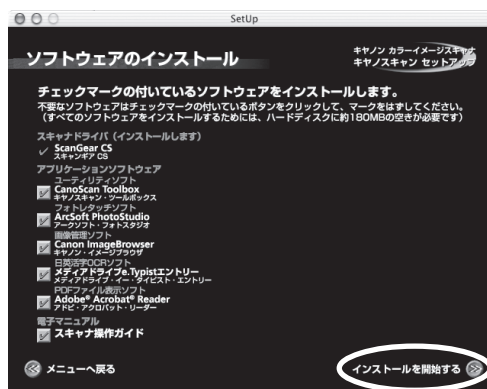 SetUp
ソフトウェアのインストール
キヤノン カラーイメージスキャナ
キヤノスキャン セットアップ
チェックマークの付いているソフトウェアをインストールします。
不要なソフトウェアはチェックマークの付いているボタンをクリックして、マークをはずしてください。
(すべてのソフトウェアをインストールするためには、ハードディスクに約180MBの空きが必要です)
スキャナドライバ(インストールします)
ScanGear CS
スキャンギア CS
アプリケーションソフトウェア
ユーティリティソフト
CanoScan Toolbox
キヤノスキャン・ツールボックス
フォトレタッチソフト
ArcSoft PhotoStudio
アークソフト・フォトスタジオ
画像管理ソフト
Canon ImageBrowser
キヤノン・イメージブラウザ
日英活字OCRソフト
メディアドライブe.Typistエントリー
メディアドライブ・イー・タイピスト・エントリー
PDFファイル表示ソフト
Adobe® Acrobat® Reader
アドビ・アクロバット・リーダー
電子マニュアル
スキャナ操作ガイド
メニューへ戻る
インストールを開始する